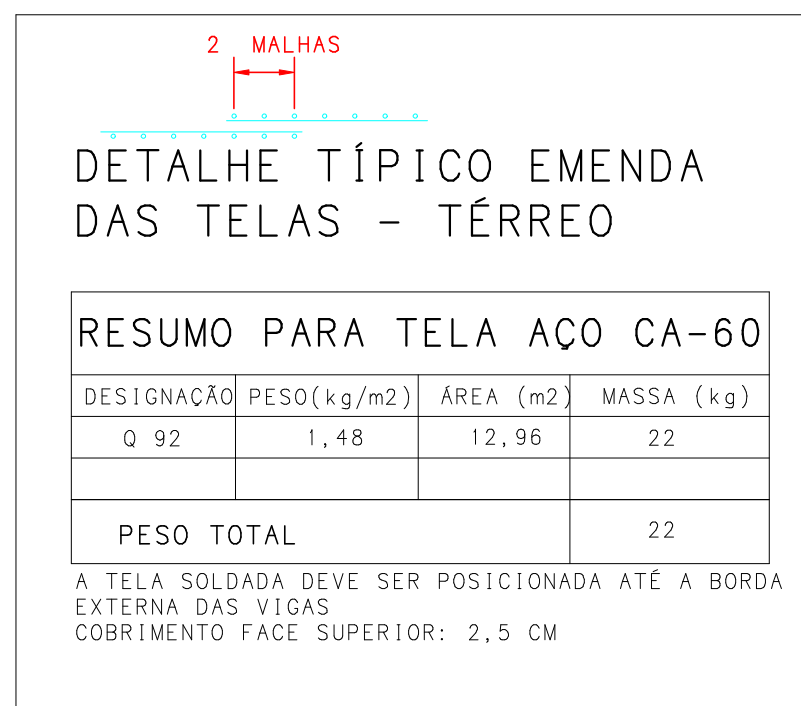 2 MALHAS
DETALHE TÍPICO EMENDA
DAS TELAS - TÉRREO
RESUMO PARA TELA AÇO CA-60
DESIGNAÇÃO PESO(kg/m2) ÁREA (m2) MASSA (kg)
Q 92 1,48 12,96 22
PESO TOTAL 22
A TELA SOLDADA DEVE SER POSICIONADA ATÉ A BORDA
EXTERNA DAS VIGAS
COBRIMENTO FACE SUPERIOR: 2,5 CM